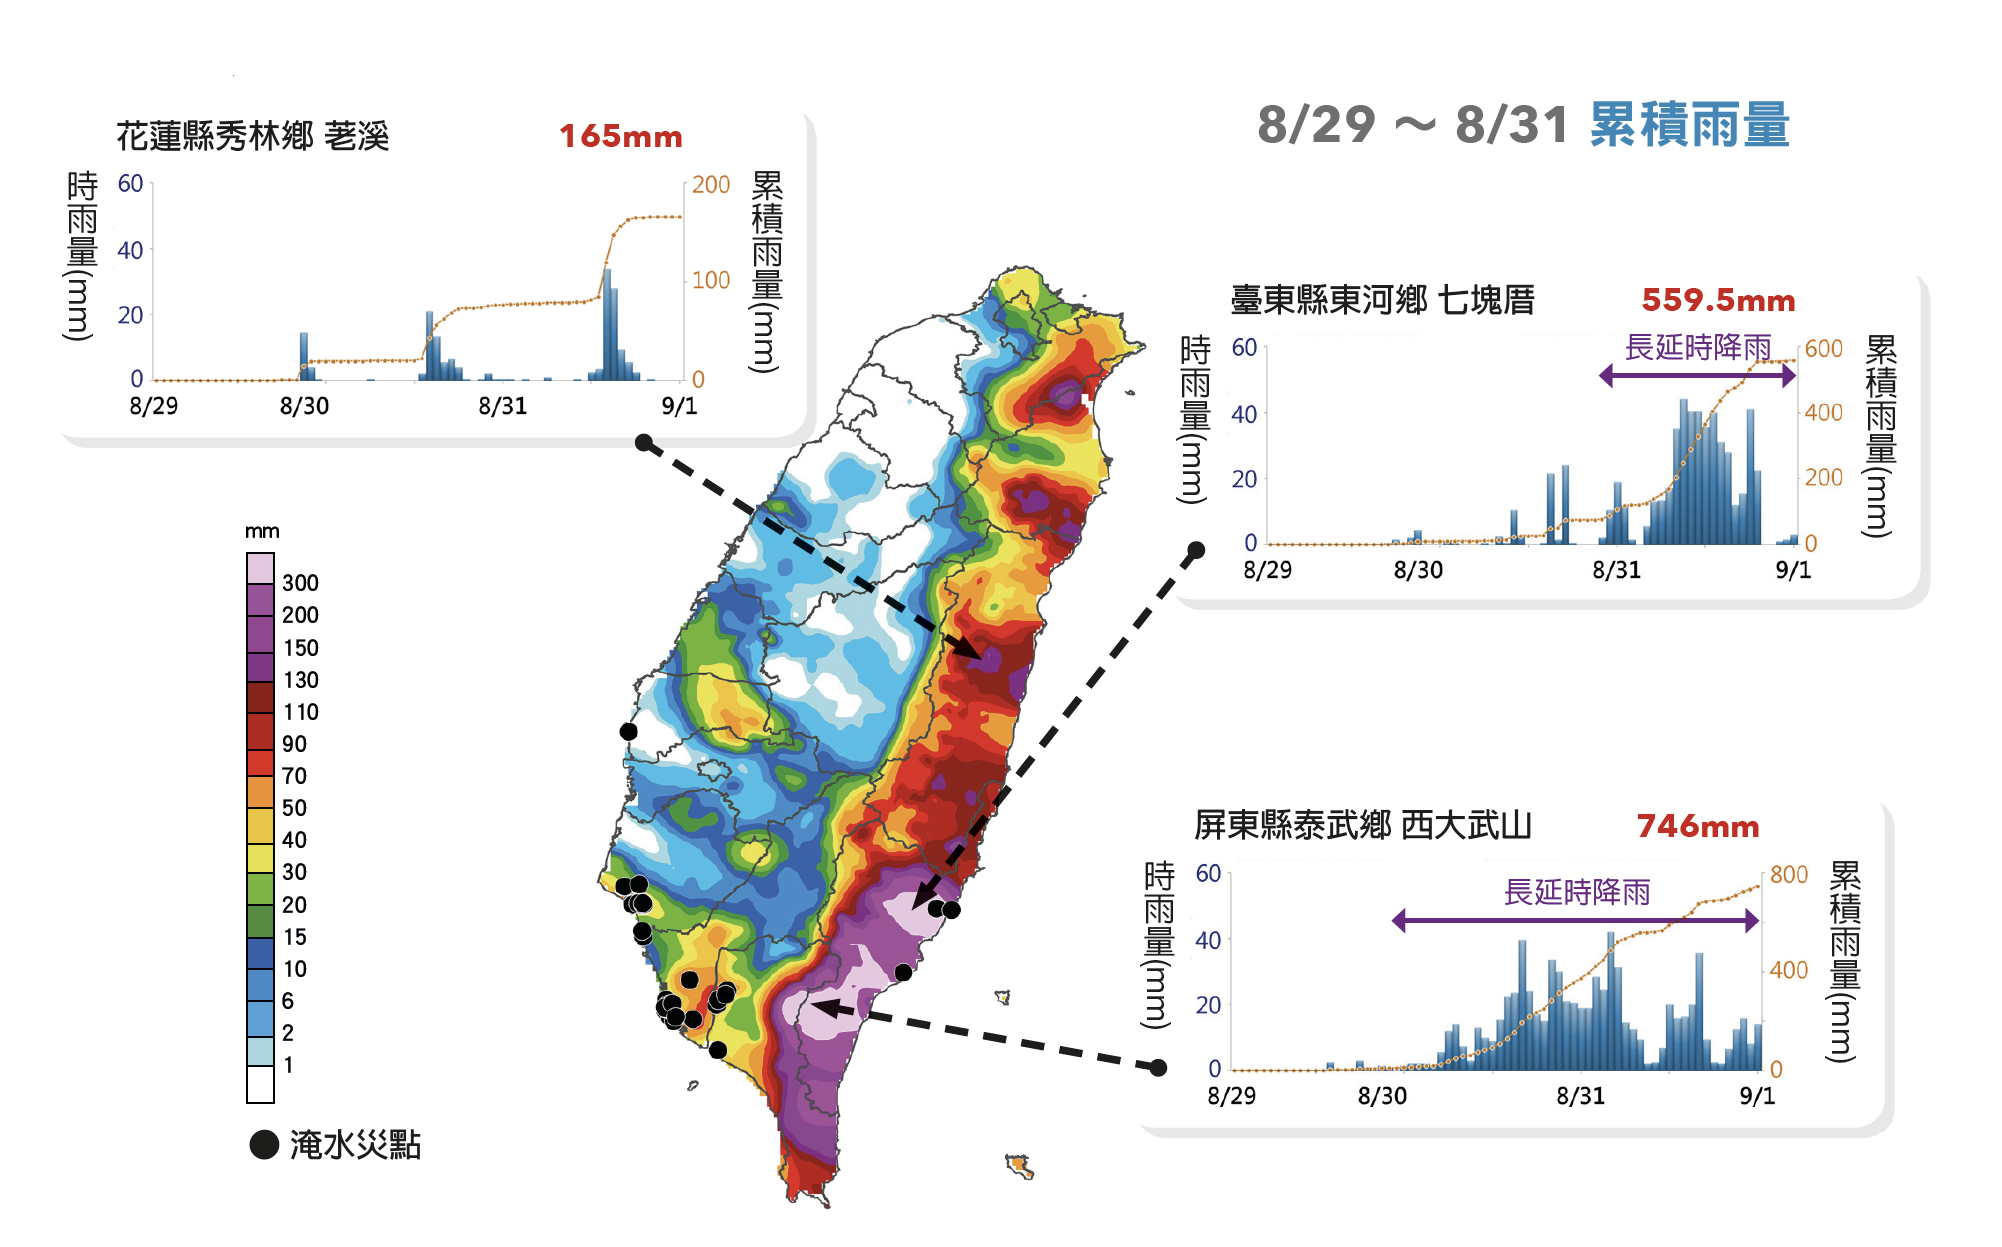 8/29 ～ 8/31 累積雨量
花蓮縣秀林鄉 荖溪 165mm
時雨量(mm)
累積雨量(mm)
60
40
20
0
200
100
0
8/29 8/30 8/31 9/1
臺東縣東河鄉 七塊厝 559.5mm
長延時降雨
時雨量(mm)
累積雨量(mm)
60
40
20
0
600
400
200
0
8/29 8/30 8/31 9/1
屏東縣泰武鄉 西大武山 746mm
長延時降雨
時雨量(mm)
累積雨量(mm)
60
40
20
0
800
400
0
8/29 8/30 8/31 9/1
mm
300
200
150
130
110
90
70
50
40
30
20
15
10
6
2
1
淹水災點